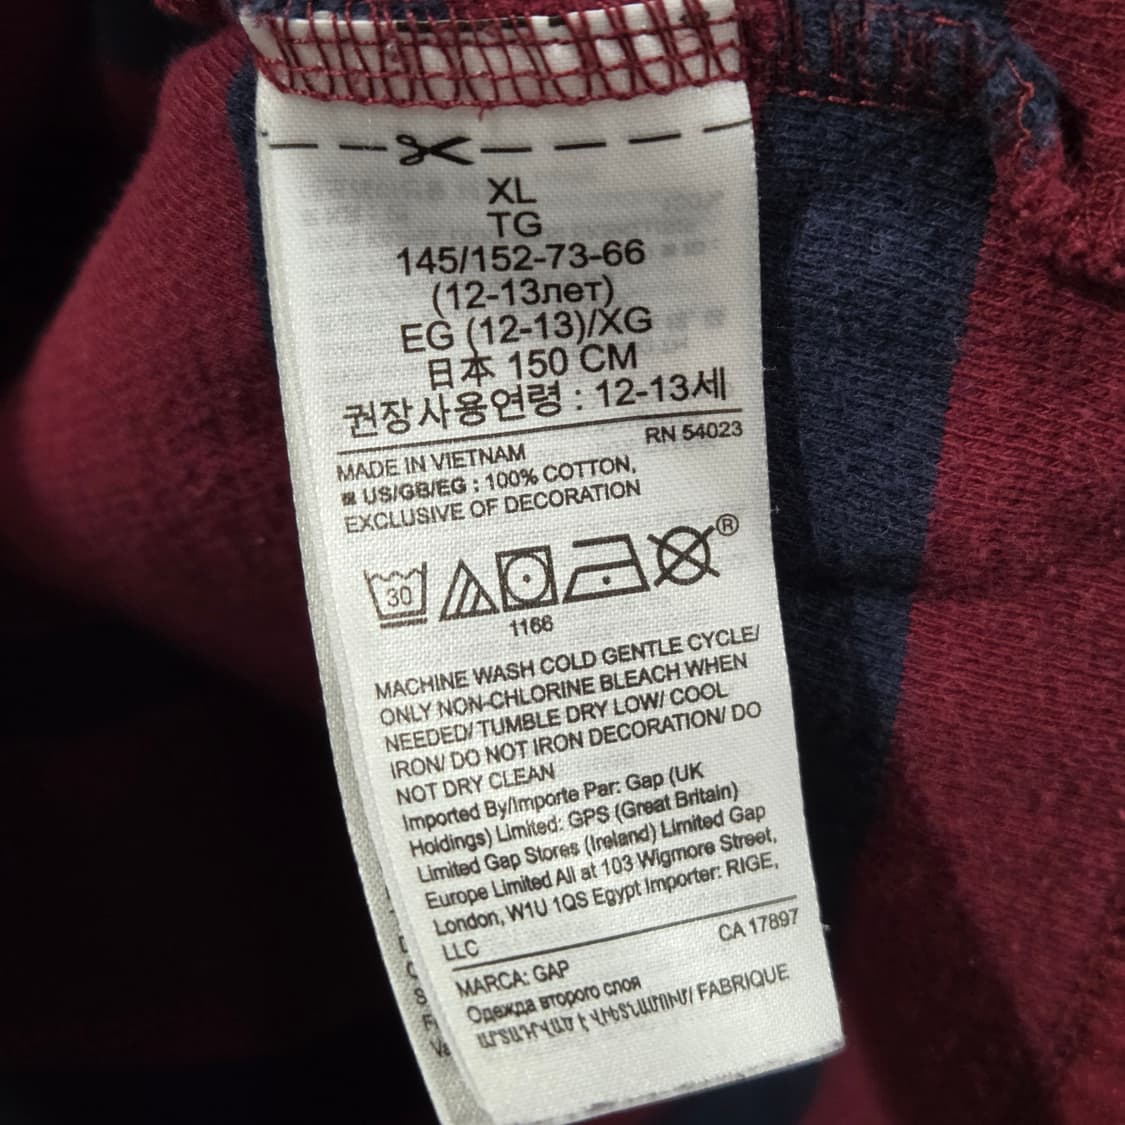 XL
TG
145/152-73-66
(12-13лет)
EG (12-13)/XG
日本 150 CM
권장사용연령 : 12-13세
RN 54023
MADE IN VIETNAM
US/GB/EG : 100% COTTON,
EXCLUSIVE OF DECORATION
30
®
1166
MACHINE WASH COLD GENTLE CYCLE/
ONLY NON-CHLORINE BLEACH WHEN
NEEDED/ TUMBLE DRY LOW/ COOL
IRON/ DO NOT IRON DECORATION/ DO
NOT DRY CLEAN
Imported By/Importe Par: Gap (UK
Holdings) Limited: GPS (Great Britain)
Limited Gap Stores (Ireland) Limited Gap
Europe Limited All at 103 Wigmore Street,
London, W1U 1QS Egypt Importer: RIGE,
LLC
CA 17897
MARCA: GAP
Одежда второго слоя
ԱՐՏԱԴՐՎԱԾ Է ՎԻԵՏՆԱՄՈՒՄ/ FABRIQUE